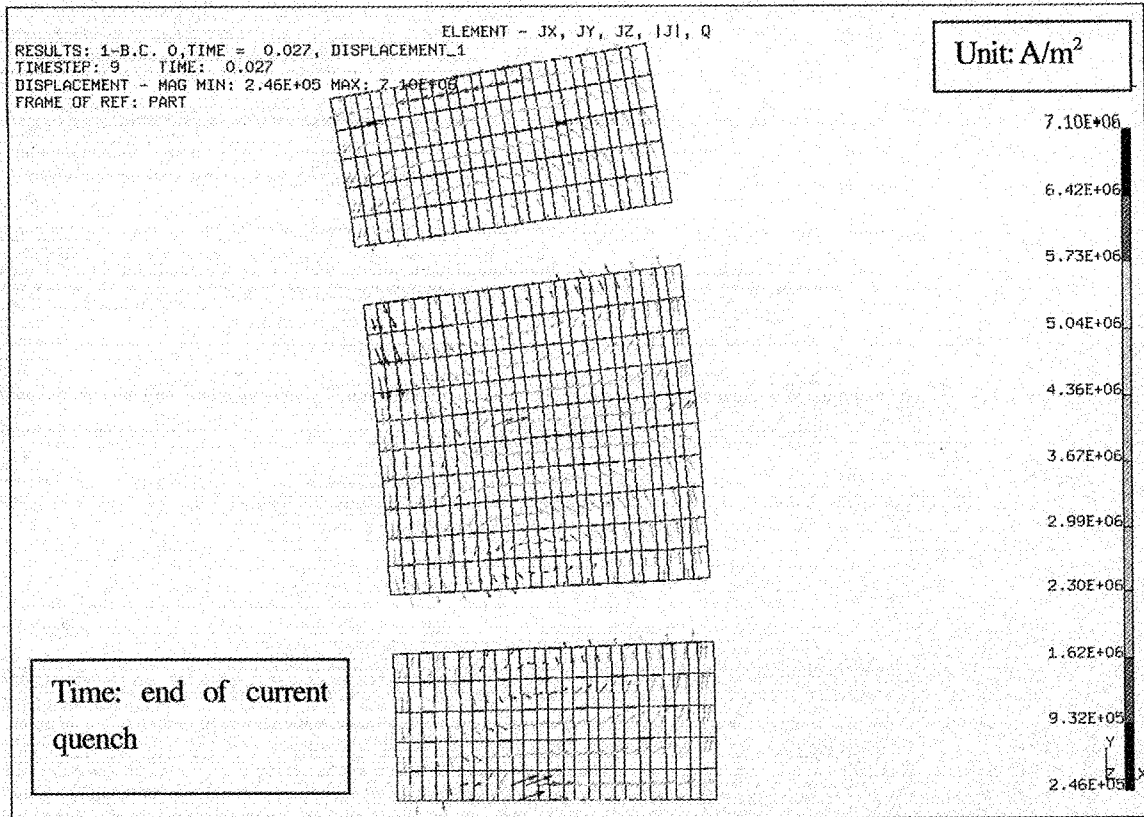 ELEMENT - JX, JY, JZ, |J|, Q
RESULTS: 1-B.C. 0,TIME = 0.027, DISPLACEMENT_1
TIMESTEP: 9 TIME: 0.027
DISPLACEMENT - MAG MIN: 2.46E+05 MAX: 7.10E+06
FRAME OF REF: PART
Unit: A/m²
7.10E+06
6.42E+06
5.73E+06
5.04E+06
4.36E+06
3.67E+06
2.99E+06
2.30E+06
1.62E+06
9.32E+05
2.46E+05
Y
Z X
Time: end of current
quench